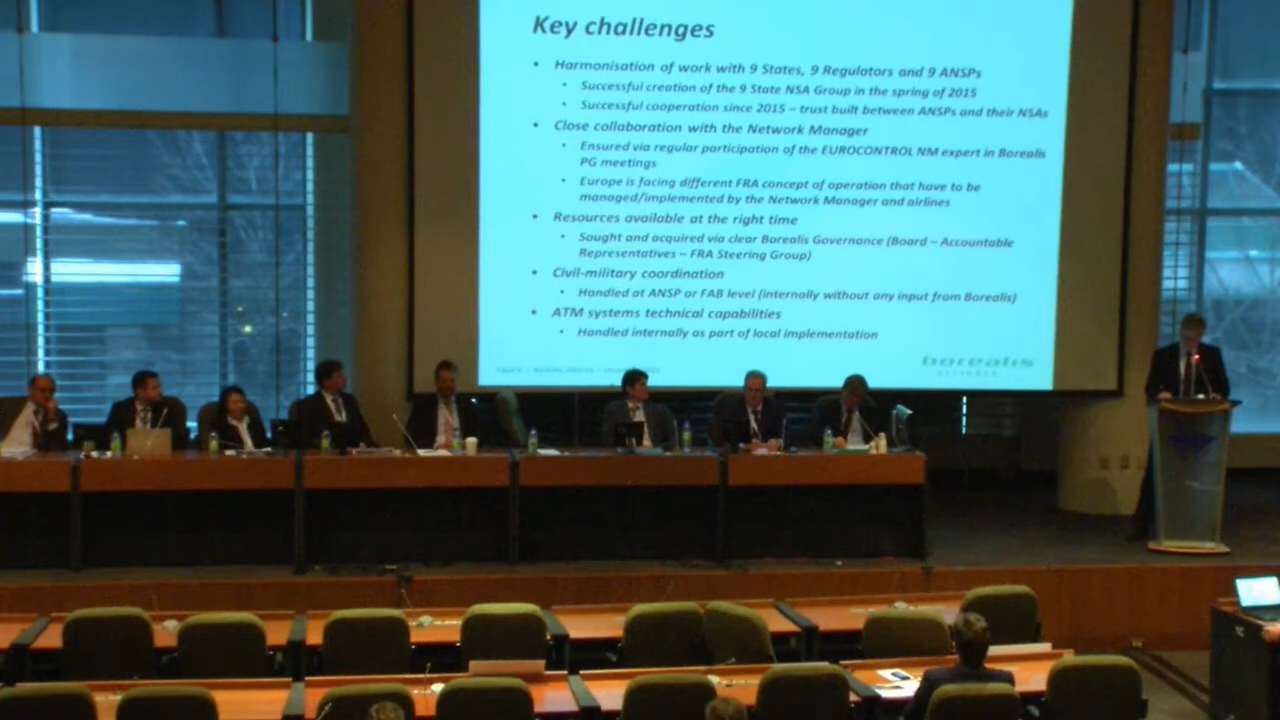 Key challenges
• Harmonisation of work with 9 States, 9 Regulators and 9 ANSPs
• Successful creation of the 9 State NSA Group in the spring of 2015
• Successful cooperation since 2015 – trust built between ANSPs and their NSAs
• Close collaboration with the Network Manager
• Ensured via regular participation of the EUROCONTROL NM expert in Borealis
PG meetings
• Europe is facing different FRA concept of operation that have to be
managed/implemented by the Network Manager and airlines
• Resources available at the right time
• Sought and acquired via clear Borealis Governance (Board – Accountable
Representatives – FRA Steering Group)
• Civil-military coordination
• Handled at ANSP or FAB level (internally without any input from Borealis)
• ATM systems technical capabilities
• Handled internally as part of local implementation
borealis
ALLIANCE